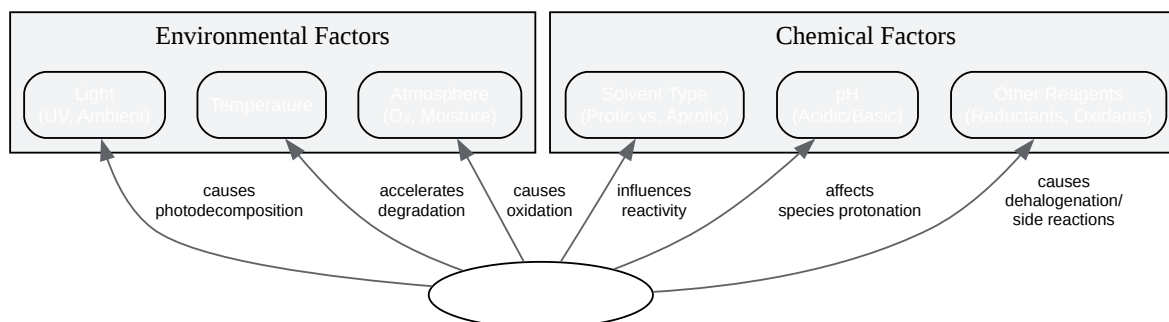 Environmental Factors
Chemical Factors
Light
(UV, Ambient)
Temperature
Atmosphere
(O₂, Moisture)
Solvent Type
(Protic vs. Aprotic)
pH
(Acidic/Basic)
Other Reagents
(Reductants, Oxidants)
causes
photodecomposition
accelerates
degradation
causes
oxidation
influences
reactivity
affects
species protonation
causes
dehalogenation/
side reactions